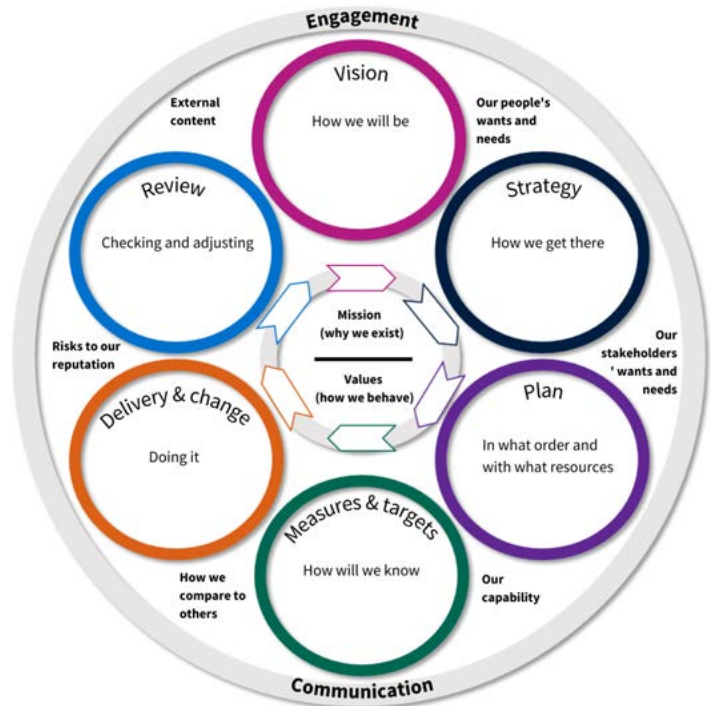 Engagement
Vision
How we will be
External
content
Our people's
wants and
needs
Review
Checking and adjusting
Strategy
How we get there
Mission
(why we exist)
Values
(how we behave)
Risks to our
reputation
Our
stakeholders
' wants and
needs
Delivery & change
Doing it
Plan
In what order and
with what resources
Measures & targets
How will we know
How we
compare to
others
Our
capability
Communication